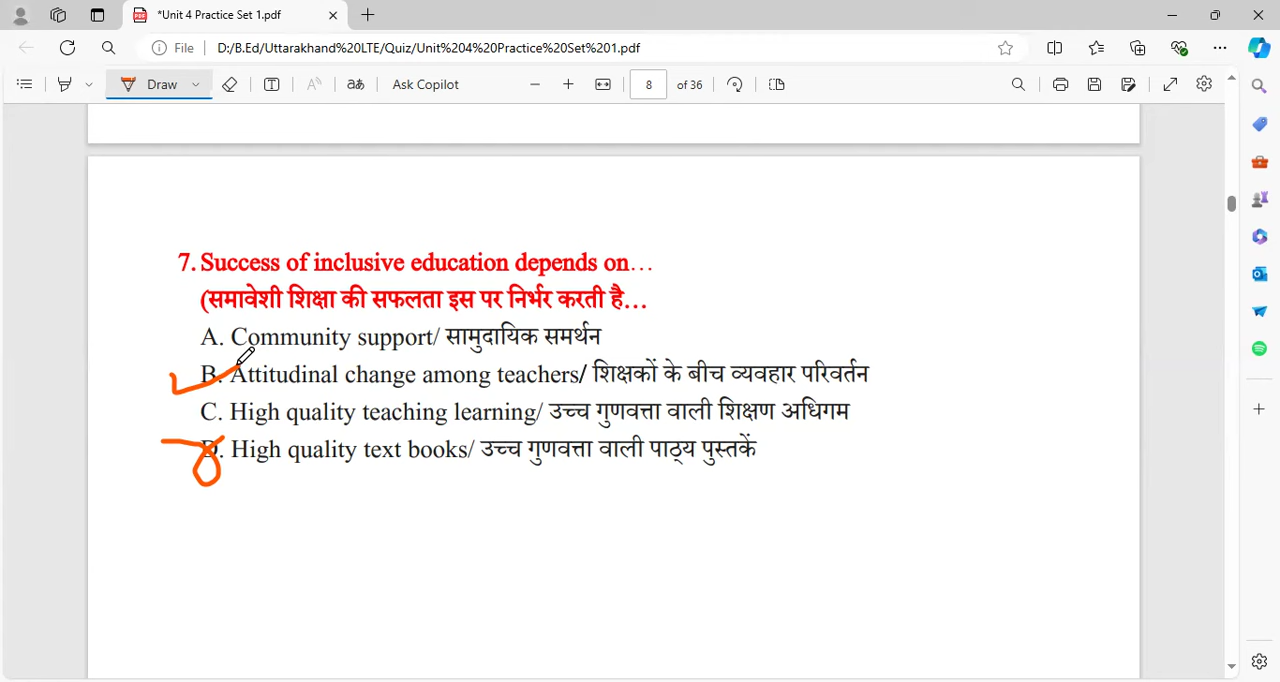 *Unit 4 Practice Set 1.pdf
File D:/B.Ed/Uttarakhand%20LTE/Quiz/Unit%204%20Practice%20Set%201.pdf
Draw aあ Ask Copilot 8 of 36
7. Success of inclusive education depends on…
(समावेशी शिक्षा की सफलता इस पर निर्भर करती है…
A. Community support/ सामुदायिक समर्थन
B. Attitudinal change among teachers/ शिक्षकों के बीच व्यवहार परिवर्तन
C. High quality teaching learning/ उच्च गुणवत्ता वाली शिक्षण अधिगम
D. High quality text books/ उच्च गुणवत्ता वाली पाठ्य पुस्तकें